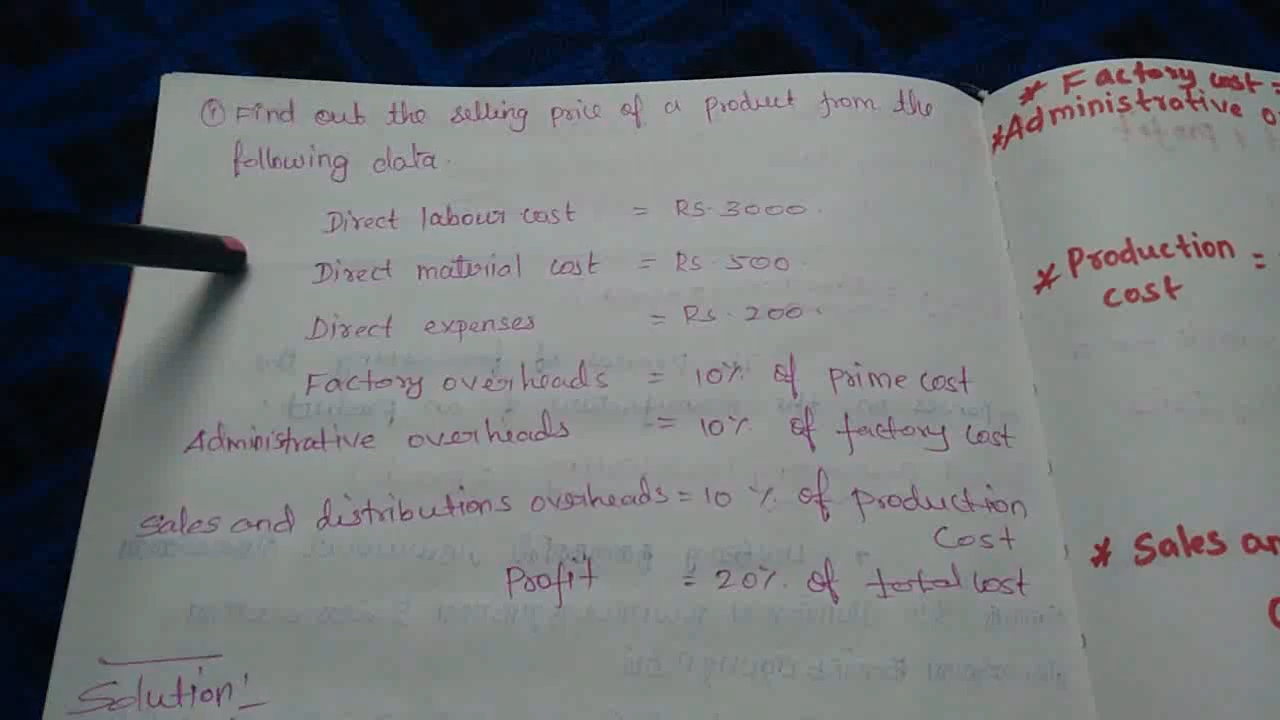 ① Find out the selling price of a product from the
following data.
Direct labour cost = RS. 3000.
Direct material cost = Rs. 500.
Direct expenses = Rs. 200.
Factory overheads = 10% of prime cost
Administrative overheads = 10% of factory cost
Sales and distributions overheads = 10 % of production
cost
Profit = 20% of total cost
Solution:-
* Factory cost =
*Administrative o
* Production =
cost
* Sales an